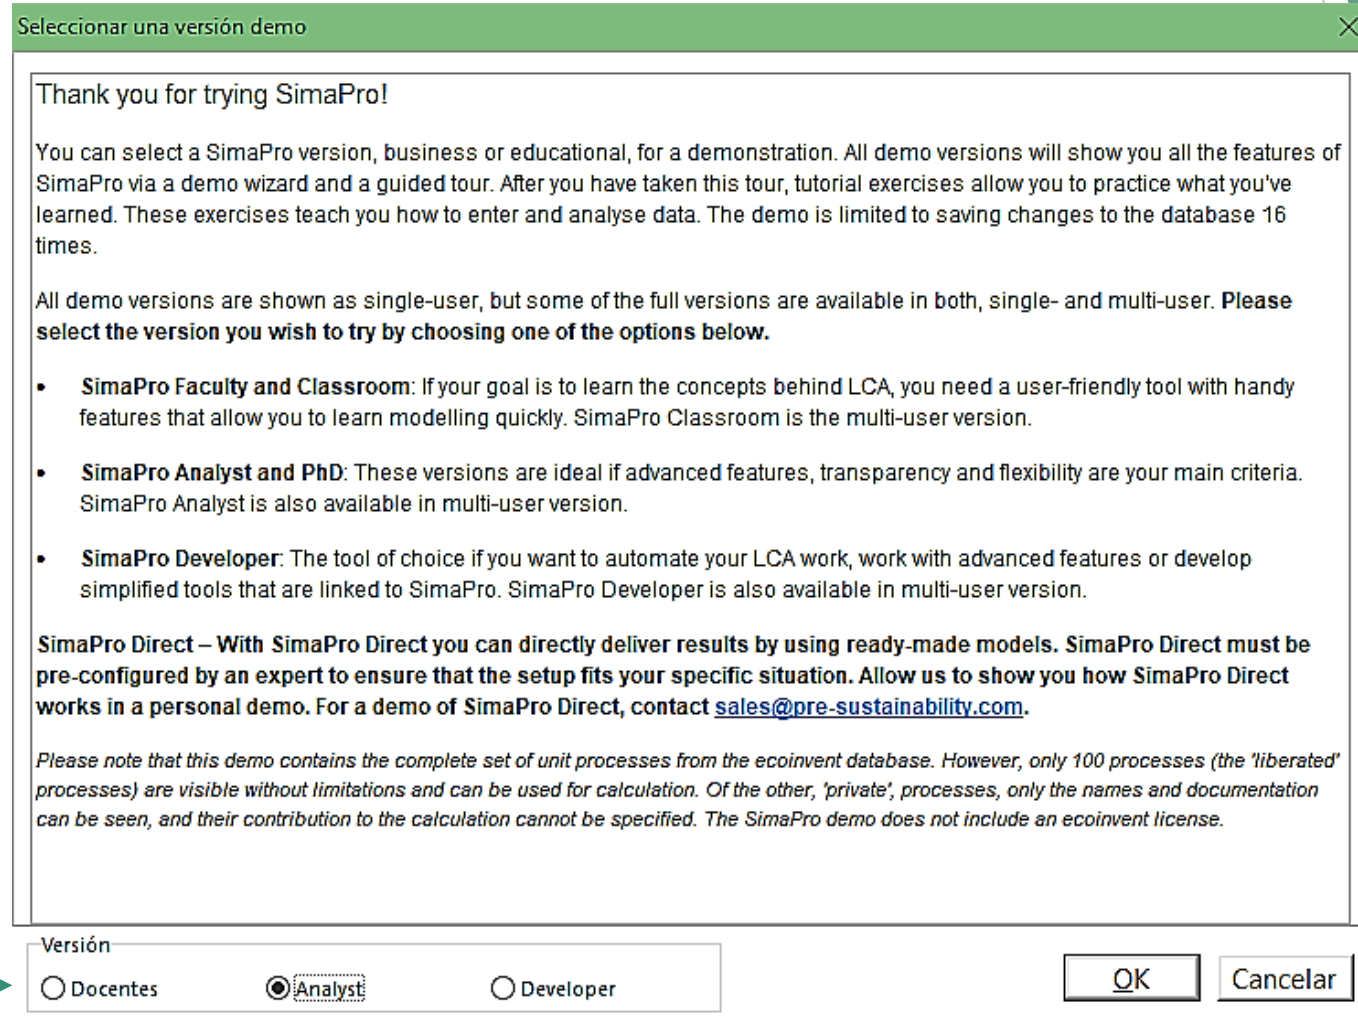 Seleccionar una versión demo
Thank you for trying SimaPro!
You can select a SimaPro version, business or educational, for a demonstration. All demo versions will show you all the features of
SimaPro via a demo wizard and a guided tour. After you have taken this tour, tutorial exercises allow you to practice what you've
learned. These exercises teach you how to enter and analyse data. The demo is limited to saving changes to the database 16
times.
All demo versions are shown as single-user, but some of the full versions are available in both, single- and multi-user. Please
select the version you wish to try by choosing one of the options below.
• SimaPro Faculty and Classroom: If your goal is to learn the concepts behind LCA, you need a user-friendly tool with handy
features that allow you to learn modelling quickly. SimaPro Classroom is the multi-user version.
• SimaPro Analyst and PhD: These versions are ideal if advanced features, transparency and flexibility are your main criteria.
SimaPro Analyst is also available in multi-user version.
• SimaPro Developer: The tool of choice if you want to automate your LCA work, work with advanced features or develop
simplified tools that are linked to SimaPro. SimaPro Developer is also available in multi-user version.
SimaPro Direct – With SimaPro Direct you can directly deliver results by using ready-made models. SimaPro Direct must be
pre-configured by an expert to ensure that the setup fits your specific situation. Allow us to show you how SimaPro Direct
works in a personal demo. For a demo of SimaPro Direct, contact sales@pre-sustainability.com.
Please note that this demo contains the complete set of unit processes from the ecoinvent database. However, only 100 processes (the 'liberated'
processes) are visible without limitations and can be used for calculation. Of the other, 'private', processes, only the names and documentation
can be seen, and their contribution to the calculation cannot be specified. The SimaPro demo does not include an ecoinvent license.
Versión
Docentes Analyst Developer
OK Cancelar